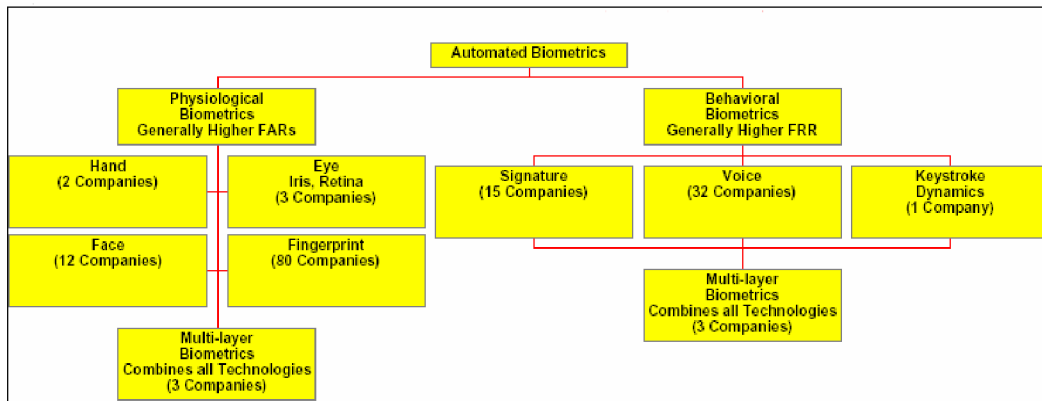 Automated Biometrics
Physiological
Biometrics
Generally Higher FARs
Behavioral
Biometrics
Generally Higher FRR
Hand
(2 Companies)
Eye
Iris, Retina
(3 Companies)
Signature
(15 Companies)
Voice
(32 Companies)
Keystroke
Dynamics
(1 Company)
Face
(12 Companies)
Fingerprint
(80 Companies)
Multi-layer
Biometrics
Combines all Technologies
(3 Companies)
Multi-layer
Biometrics
Combines all Technologies
(3 Companies)